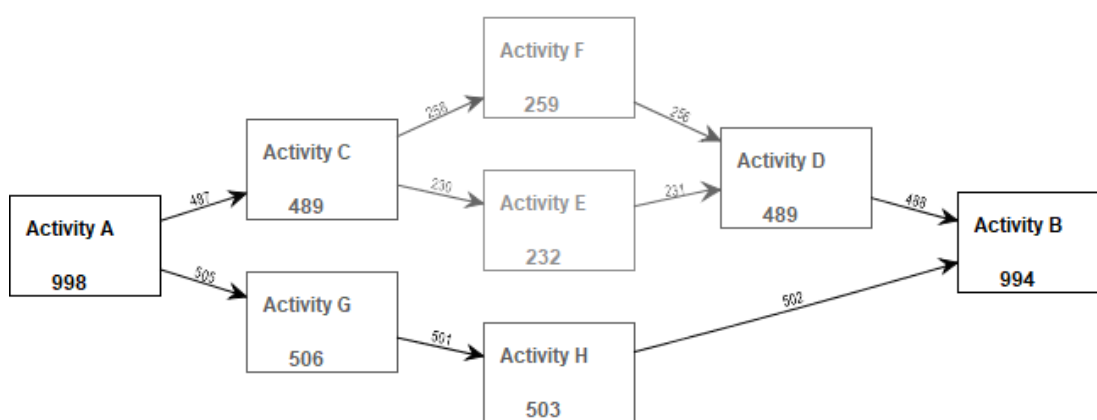 Activity F
259
258
256
Activity C
489
Activity D
489
230
Activity E
232
231
487
488
Activity A
998
Activity B
994
505
Activity G
506
501
Activity H
503
502